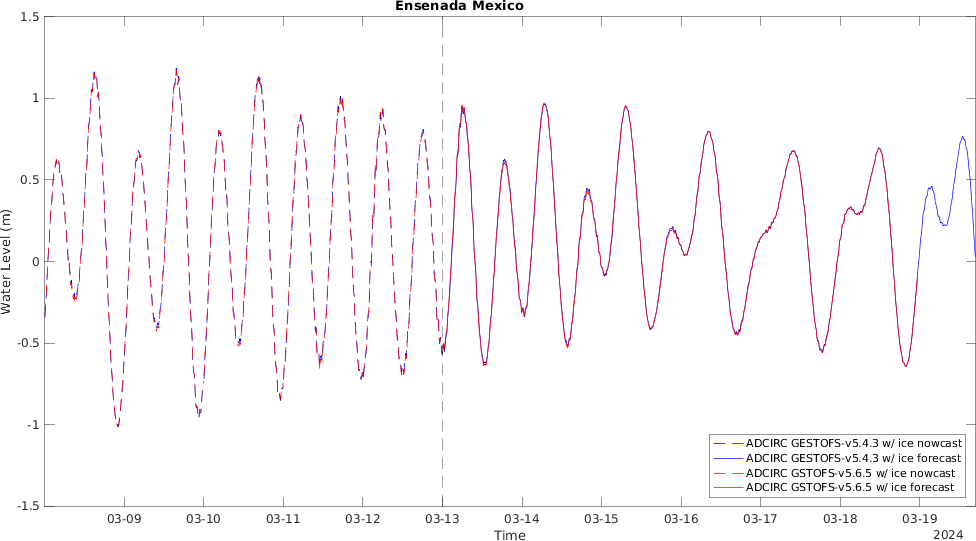 Ensenada Mexico
1.5
1
0.5
0
-0.5
-1
-1.5
Water Level (m)
ADCIRC GESTOFS-v5.4.3 w/ ice nowcast
ADCIRC GESTOFS-v5.4.3 w/ ice forecast
ADCIRC GSTOFS-v5.6.5 w/ ice nowcast
ADCIRC GSTOFS-v5.6.5 w/ ice forecast
03-09 03-10 03-11 03-12 03-13 03-14 03-15 03-16 03-17 03-18 03-19
Time
2024